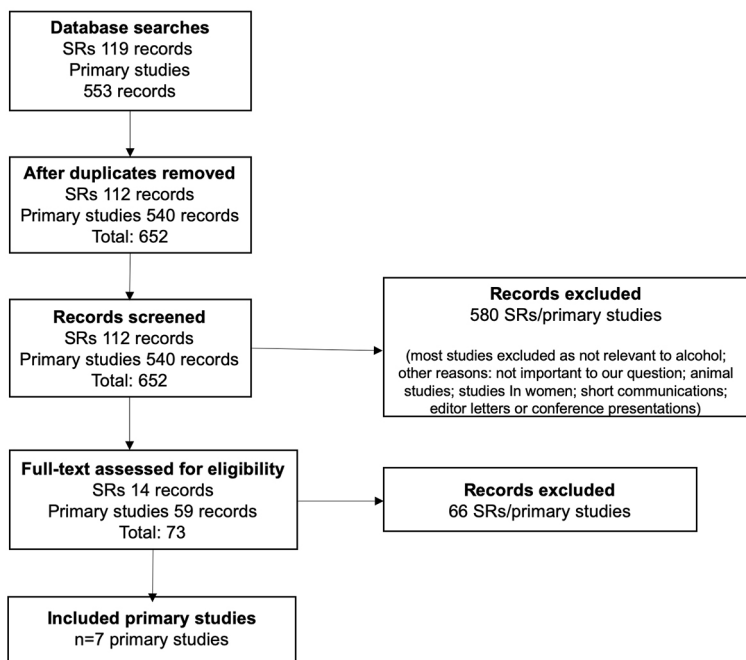 Database searches
SRs 119 records
Primary studies
553 records
After duplicates removed
SRs 112 records
Primary studies 540 records
Total: 652
Records screened
SRs 112 records
Primary studies 540 records
Total: 652
Records excluded
580 SRs/primary studies
(most studies excluded as not relevant to alcohol;
other reasons: not important to our question; animal
studies; studies In women; short communications;
editor letters or conference presentations)
Full-text assessed for eligibility
SRs 14 records
Primary studies 59 records
Total: 73
Records excluded
66 SRs/primary studies
Included primary studies
n=7 primary studies